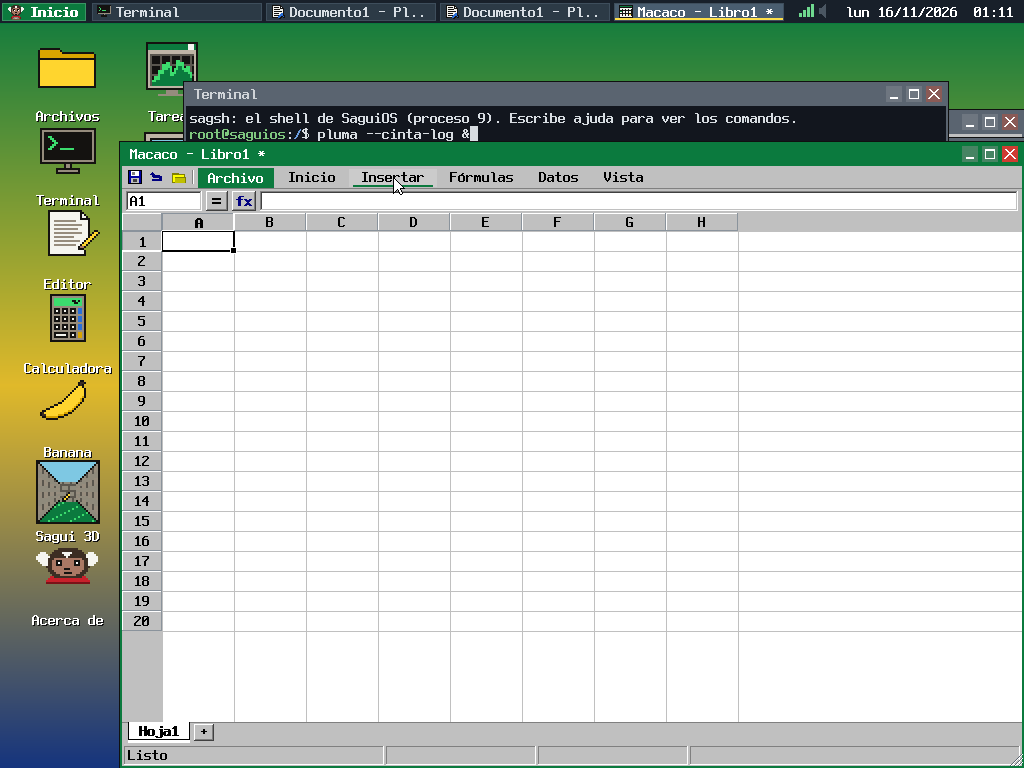 Inicio
Terminal
Documento1 - Pl..
Documento1 - Pl..
Macaco - Libro1 *
lun 16/11/2026 01:11
Archivos
Terminal
Editor
Calculadora
Banana
Sagui 3D
Acerca de
Tarea
Terminal
sagsh: el shell de SaguiOS (proceso 9). Escribe ajuda para ver los comandos.
root@saguios:/$ pluma --cinta-log &
Macaco - Libro1 *
Archivo Inicio Insertar Fórmulas Datos Vista
A1 = fx
A B C D E F G H
1
2
3
4
5
6
7
8
9
10
11
12
13
14
15
16
17
18
19
20
Hoja1 +
Listo